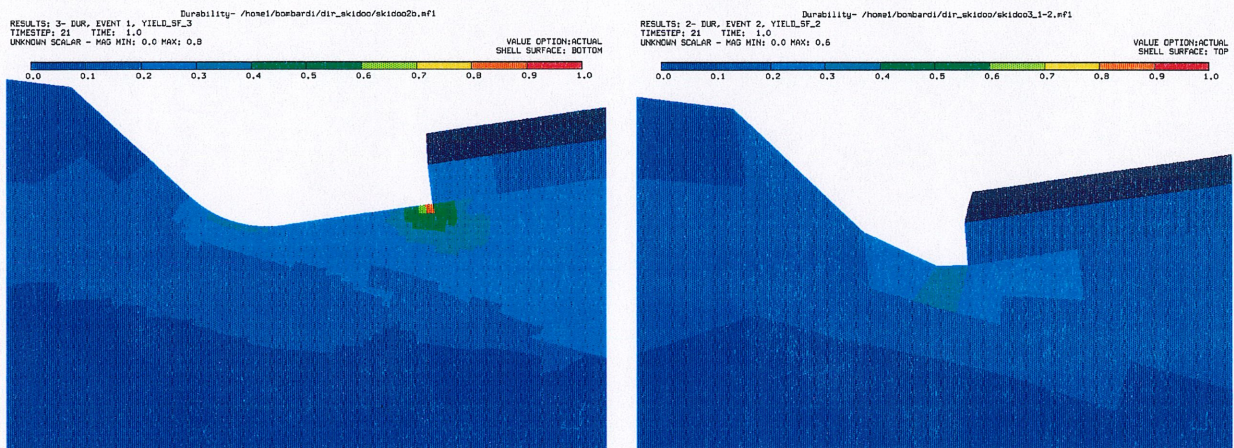 Durability- /home1/bombardi/dir_skidoo/skidoo2b.mf1
RESULTS: 3- DUR, EVENT 1, YIELD_SF_3
TIMESTEP: 21 TIME: 1.0
UNKNOWN SCALAR - MAG MIN: 0.0 MAX: 0.8
VALUE OPTION:ACTUAL
SHELL SURFACE: BOTTOM
0.0 0.1 0.2 0.3 0.4 0.5 0.6 0.7 0.8 0.9 1.0
Durability- /home1/bombardi/dir_skidoo/skidoo3_1-2.mf1
RESULTS: 2- DUR, EVENT 2, YIELD_SF_2
TIMESTEP: 21 TIME: 1.0
UNKNOWN SCALAR - MAG MIN: 0.0 MAX: 0.6
VALUE OPTION:ACTUAL
SHELL SURFACE: TOP
0.0 0.1 0.2 0.3 0.4 0.5 0.6 0.7 0.8 0.9 1.0